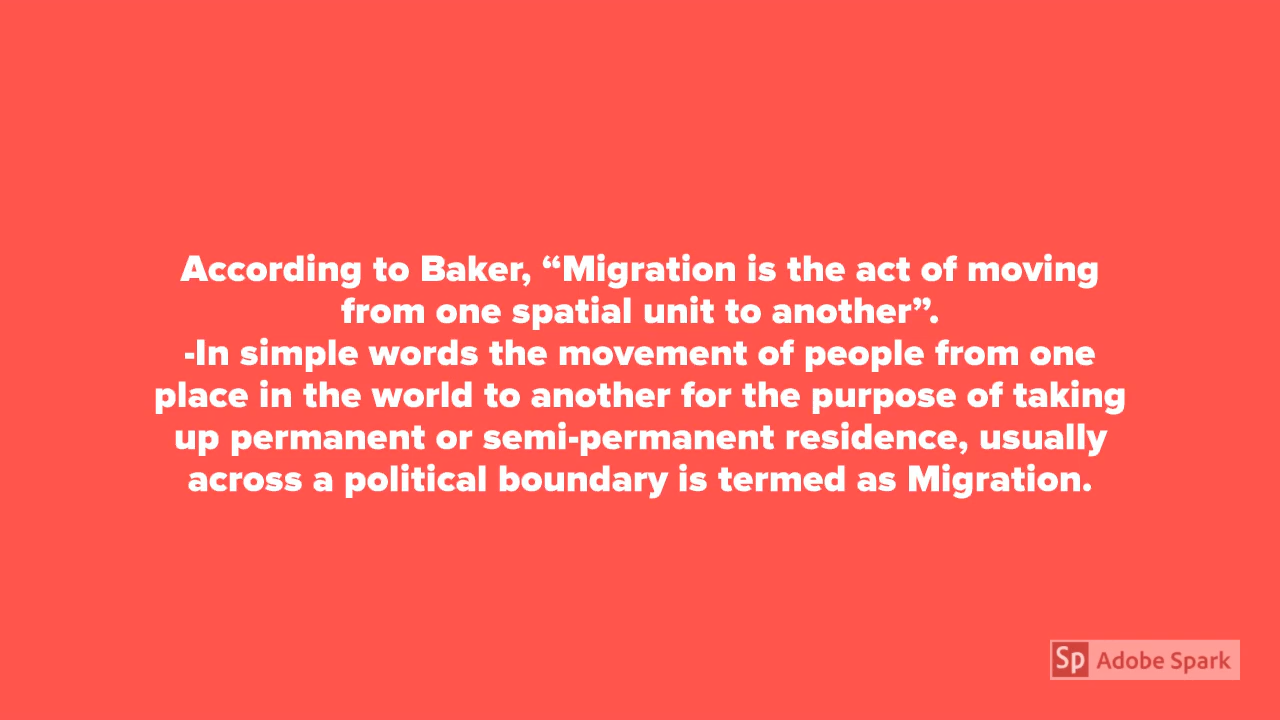 According to Baker, “Migration is the act of moving
from one spatial unit to another”.
-In simple words the movement of people from one
place in the world to another for the purpose of taking
up permanent or semi-permanent residence, usually
across a political boundary is termed as Migration.
Sp Adobe Spark